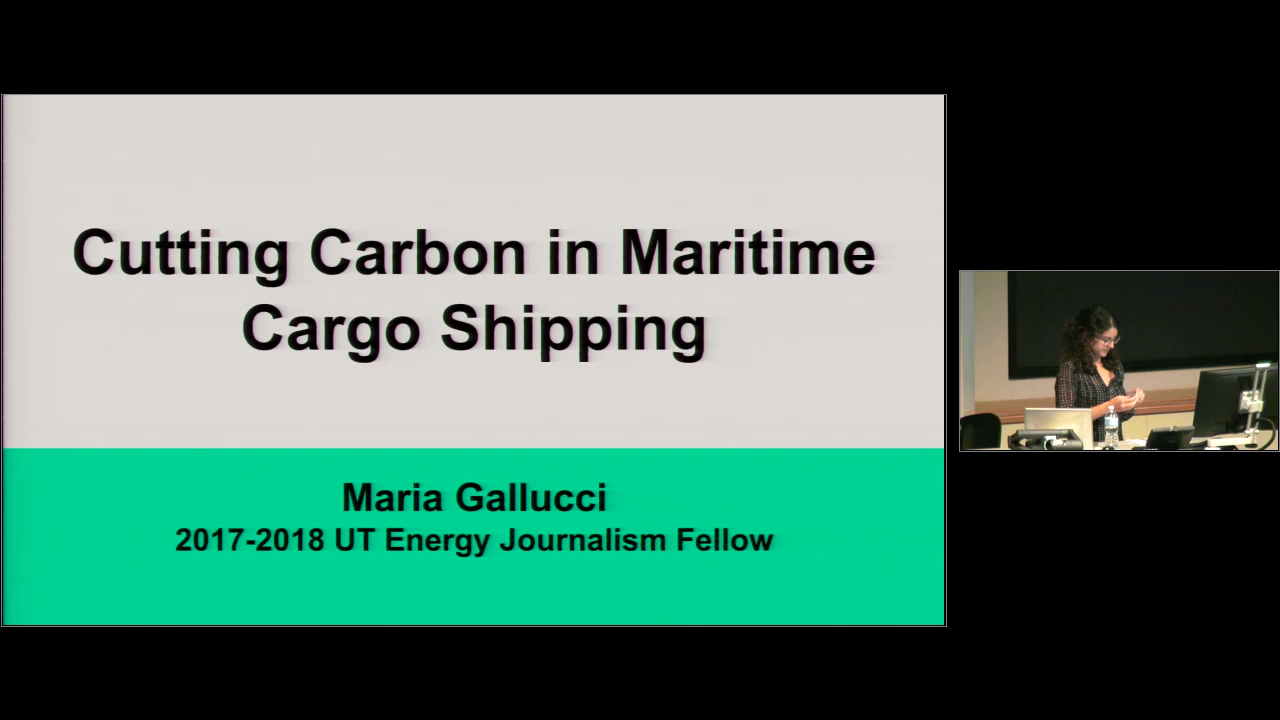 Cutting Carbon in Maritime
Cargo Shipping
Maria Gallucci
2017-2018 UT Energy Journalism Fellow